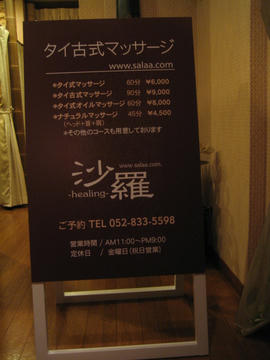 タイ古式マッサージ
www.salaa.com
*タイ式マッサージ 60分 ¥6,000
*タイ古式マッサージ 90分 ¥9,000
*タイ式オイルマッサージ 60分 ¥8,000
*ナチュラルマッサージ 45分 ¥4,500
(ヘッド+首+肩)
*その他のコースも用意しております
www.salaa.com
沙羅
-healing-
ご予約 TEL 052-833-5598
営業時間 / AM11:00〜PM9:00
定休日 / 金曜日(祝日営業)